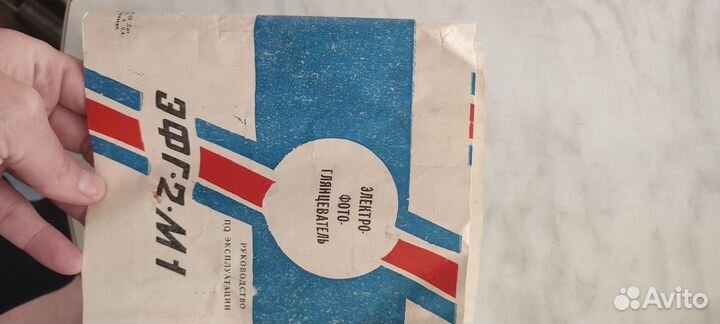 ЭЛЕКТРО-
ФОТО-
ГЛЯНЦЕВАТЕЛЬ
ЭФГ·2·М1
РУКОВОДСТВО
ПО ЭКСПЛУАТАЦИИ
Avito